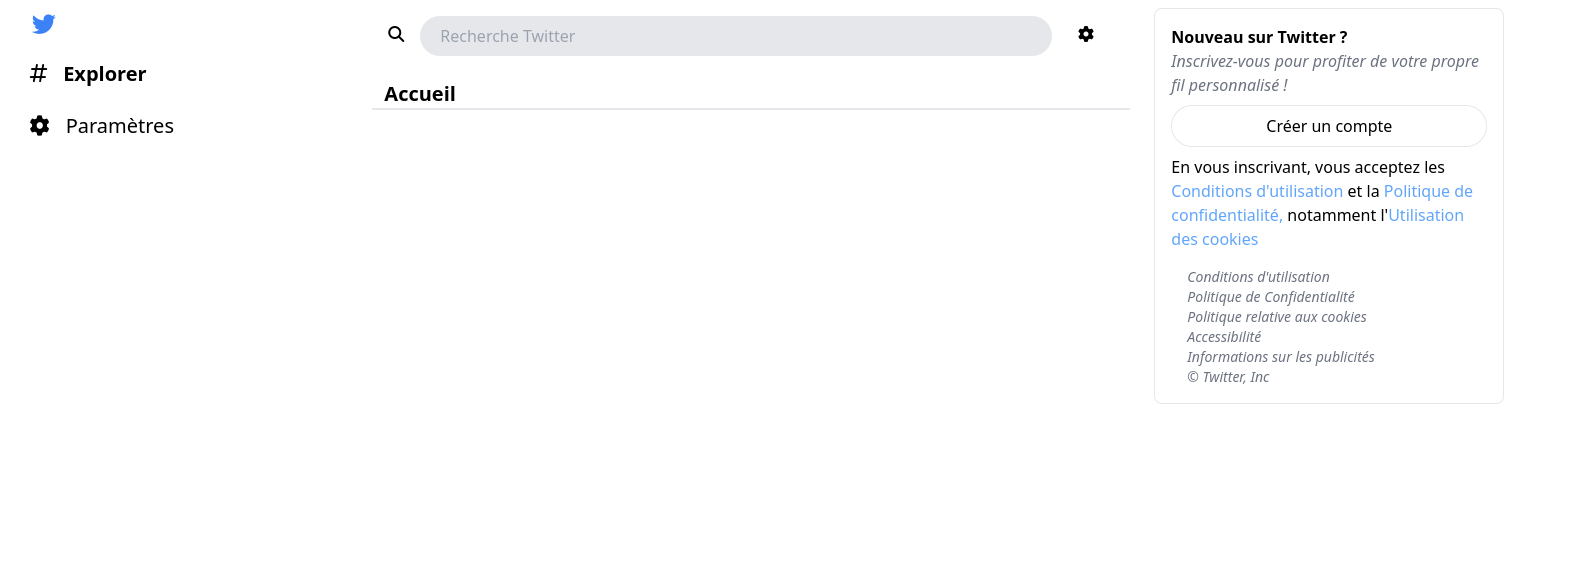 Explorer
Paramètres
Recherche Twitter
Accueil
Nouveau sur Twitter ?
Inscrivez-vous pour profiter de votre propre
fil personnalisé !
Créer un compte
En vous inscrivant, vous acceptez les
Conditions d'utilisation et la Politique de
confidentialité, notamment l'Utilisation
des cookies
Conditions d'utilisation
Politique de Confidentialité
Politique relative aux cookies
Accessibilité
Informations sur les publicités
© Twitter, Inc